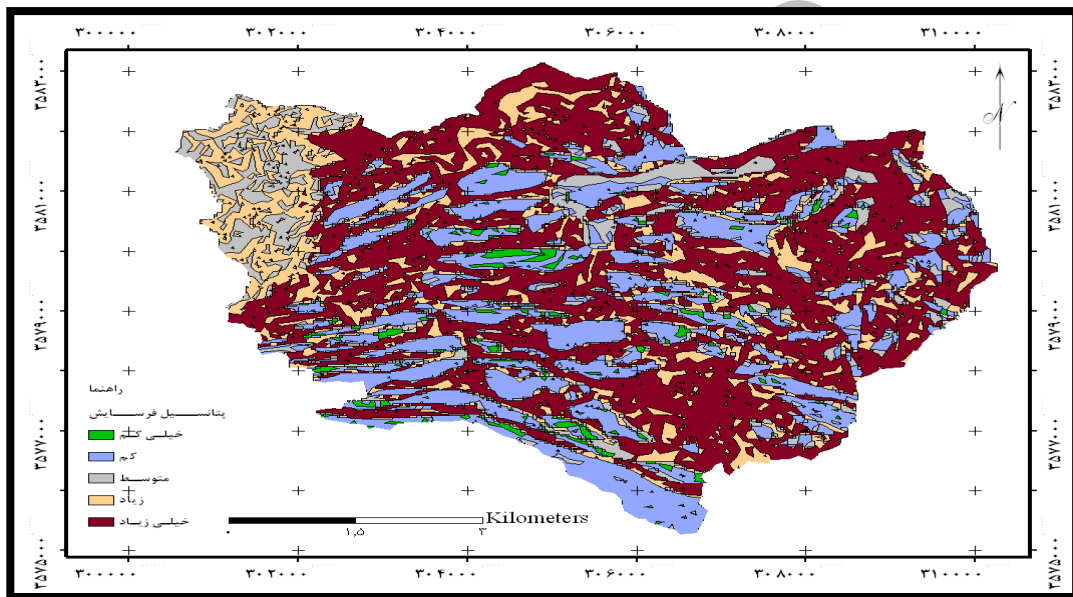 ۳۰۰۰۰۰ ۳۰۲۰۰۰ ۳۰۴۰۰۰ ۳۰۶۰۰۰ ۳۰۸۰۰۰ ۳۱۰۰۰۰
۳۵۸۳۰۰۰ ۳۵۸۳۰۰۰
N
۳۵۸۱۰۰۰ ۳۵۸۱۰۰۰
۳۵۷۹۰۰۰ ۳۵۷۹۰۰۰
راهنما
پتانسیل فرسایش
خیلی کم
کم
متوسط
زیاد
خیلی زیاد
۳۵۷۷۰۰۰ ۳۵۷۷۰۰۰
Kilometers
۰ ۱٫۵ ۳
۳۵۷۵۰۰۰ ۳۵۷۵۰۰۰
۳۰۰۰۰۰ ۳۰۲۰۰۰ ۳۰۴۰۰۰ ۳۰۶۰۰۰ ۳۰۸۰۰۰ ۳۱۰۰۰۰